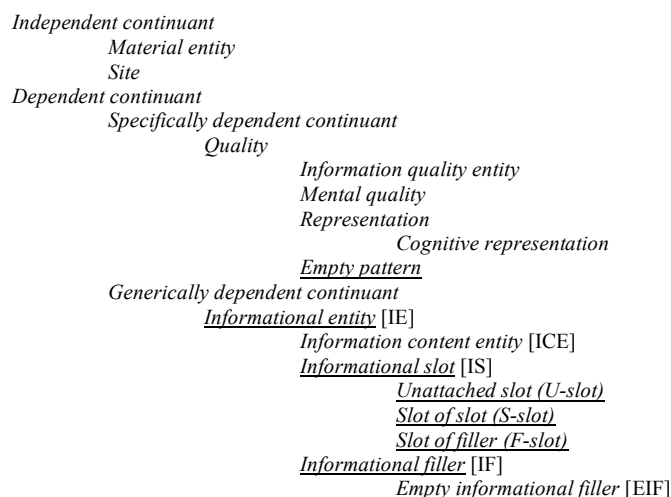 Independent continuant
Material entity
Site
Dependent continuant
Specifically dependent continuant
Quality
Information quality entity
Mental quality
Representation
Cognitive representation
Empty pattern
Generically dependent continuant
Informational entity [IE]
Information content entity [ICE]
Informational slot [IS]
Unattached slot (U-slot)
Slot of slot (S-slot)
Slot of filler (F-slot)
Informational filler [IF]
Empty informational filler [EIF]